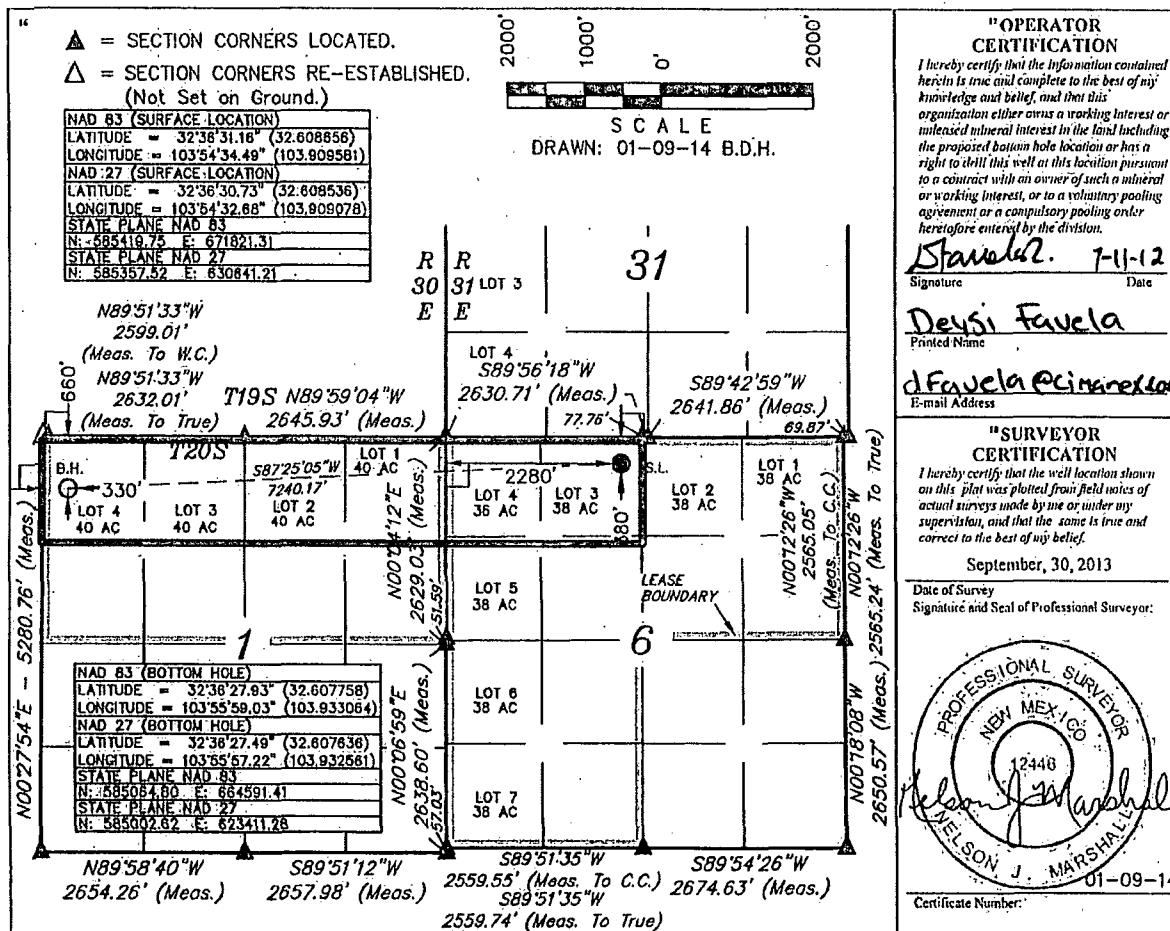 16
= SECTION CORNERS LOCATED.
= SECTION CORNERS RE-ESTABLISHED.
(Not Set on Ground.)
2000'
1000'
0'
2000'
SCALE
DRAWN: 01-09-14 B.D.H.
NAD 83 (SURFACE LOCATION)
LATITUDE = 32°36'31.16" (32.608656)
LONGITUDE = 103°54'34.49" (103.909581)
NAD 27 (SURFACE LOCATION)
LATITUDE = 32°36'30.73" (32.608536)
LONGITUDE = 103°54'32.68" (103.909078)
STATE PLANE NAD 83
N: 585419.75 E: 671821.31
STATE PLANE NAD 27
N: 585357.52 E: 630641.21
R R
30 31
E E
LOT 3
31
LOT 4
N89°51'33"W
2599.01'
(Meas. To W.C.)
N89°51'33"W
2632.01'
(Meas. To True)
660'
T19S
N89°59'04"W
2645.93' (Meas.)
S89°56'18"W
2630.71' (Meas.)
77.76'
S89°42'59"W
2641.86' (Meas.)
69.87'
T20S
B.H.
330'
S87°25'05"W
7240.17'
LOT 4
40 AC
LOT 3
40 AC
LOT 2
40 AC
LOT 1
40 AC
2280'
S.L.
LOT 4
36 AC
LOT 3
38 AC
LOT 2
38 AC
LOT 1
38 AC
N00°04'12"E
2629.03' (Meas.)
51.59'
LOT 5
38 AC
LEASE
BOUNDARY
N00°12'26"W
2565.05'
(Meas. To C.C.)
N00°12'26"W
2565.24' (Meas. To True)
N00°27'54"E - 5280.76' (Meas.)
1
6
LOT 6
38 AC
LOT 7
38 AC
NAD 83 (BOTTOM HOLE)
LATITUDE = 32°36'27.93" (32.607758)
LONGITUDE = 103°55'59.03" (103.933064)
NAD 27 (BOTTOM HOLE)
LATITUDE = 32°36'27.49" (32.607636)
LONGITUDE = 103°55'57.22" (103.932561)
STATE PLANE NAD 83
N: 585064.80 E: 664591.41
STATE PLANE NAD 27
N: 585002.62 E: 623411.28
N00°06'59"E
2638.60' (Meas.)
57.03'
N00°18'08"W
2650.57' (Meas.)
N89°58'40"W
2654.26' (Meas.)
S89°51'12"W
2657.98' (Meas.)
S89°51'35"W
2559.55' (Meas. To C.C.)
S89°51'35"W
2559.74' (Meas. To True)
S89°54'26"W
2674.63' (Meas.)
"OPERATOR
CERTIFICATION
I hereby certify that the information contained
herein is true and complete to the best of my
knowledge and belief, and that this
organization either owns a working interest or
unleased mineral interest in the land including
the proposed bottom hole location or has a
right to drill this well at this location pursuant
to a contract with an owner of such a mineral
or working interest, or to a voluntary pooling
agreement or a compulsory pooling order
heretofore entered by the division.
7-11-12
Signature Date
Deysi Favela
Printed Name
dfavela@cimarex.com
E-mail Address
"SURVEYOR
CERTIFICATION
I hereby certify that the well location shown
on this plat was plotted from field notes of
actual surveys made by me or under my
supervision, and that the same is true and
correct to the best of my belief.
September, 30, 2013
Date of Survey
Signature and Seal of Professional Surveyor:
PROFESSIONAL SURVEYOR
NEW MEXICO
12446
Nelson J Marshall
NELSON J. MARSHALL
01-09-14
Certificate Number: